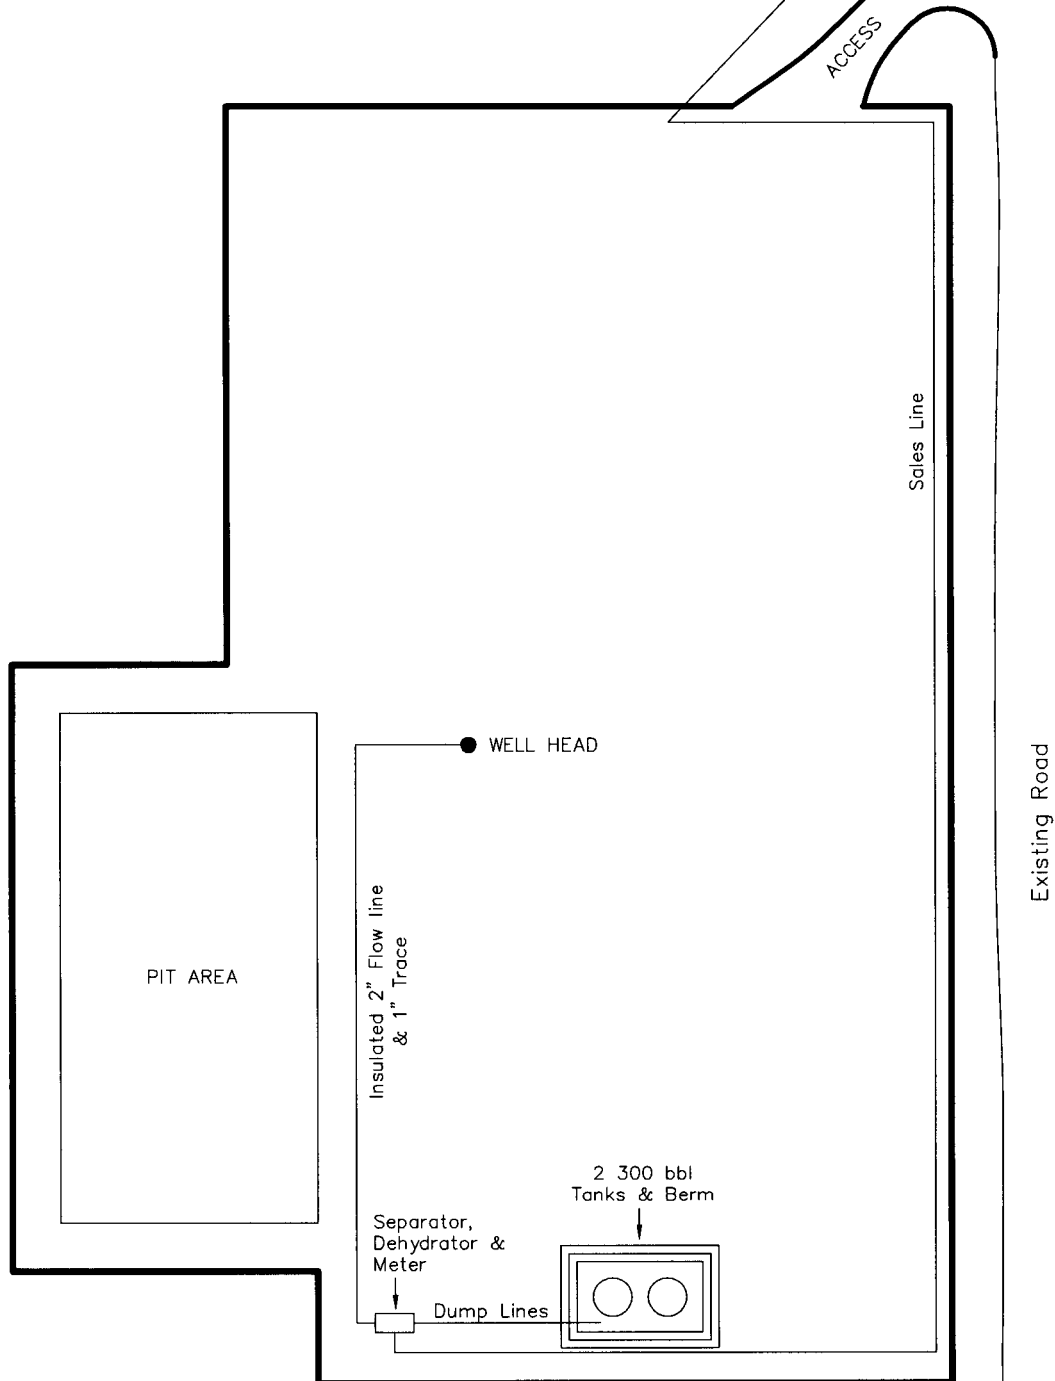 ACCESS
Sales Line
WELL HEAD
Existing Road
Insulated 2" Flow line
& 1" Trace
PIT AREA
2 300 bbl
Tanks & Berm
Separator,
Dehydrator &
Meter
Dump Lines